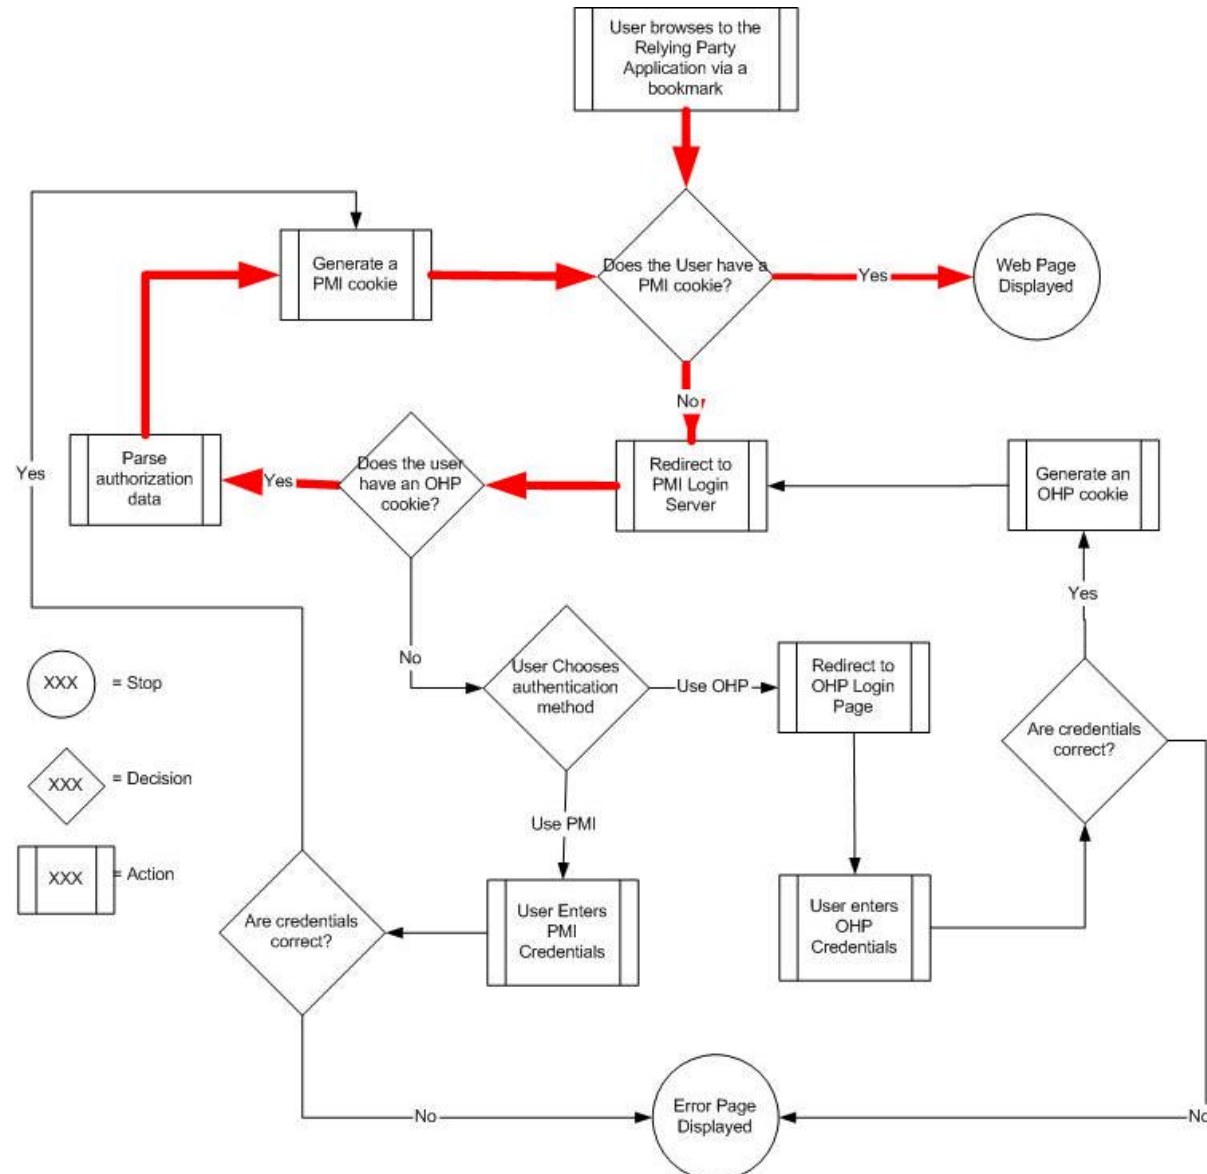 User browses to the
Relying Party
Application via a
bookmark
Generate a
PMI cookie
Does the User have a
PMI cookie?
Yes
Web Page
Displayed
No
Yes
Parse
authorization
data
Yes
Does the user
have an OHP
cookie?
Redirect to
PMI Login
Server
Generate an
OHP cookie
Yes
No
User Chooses
authentication
method
Use OHP
Redirect to
OHP Login
Page
XXX
= Stop
Are credentials
correct?
XXX
= Decision
Use PMI
XXX
= Action
Are credentials
correct?
User Enters
PMI
Credentials
User enters
OHP
Credentials
No
Error Page
Displayed
No